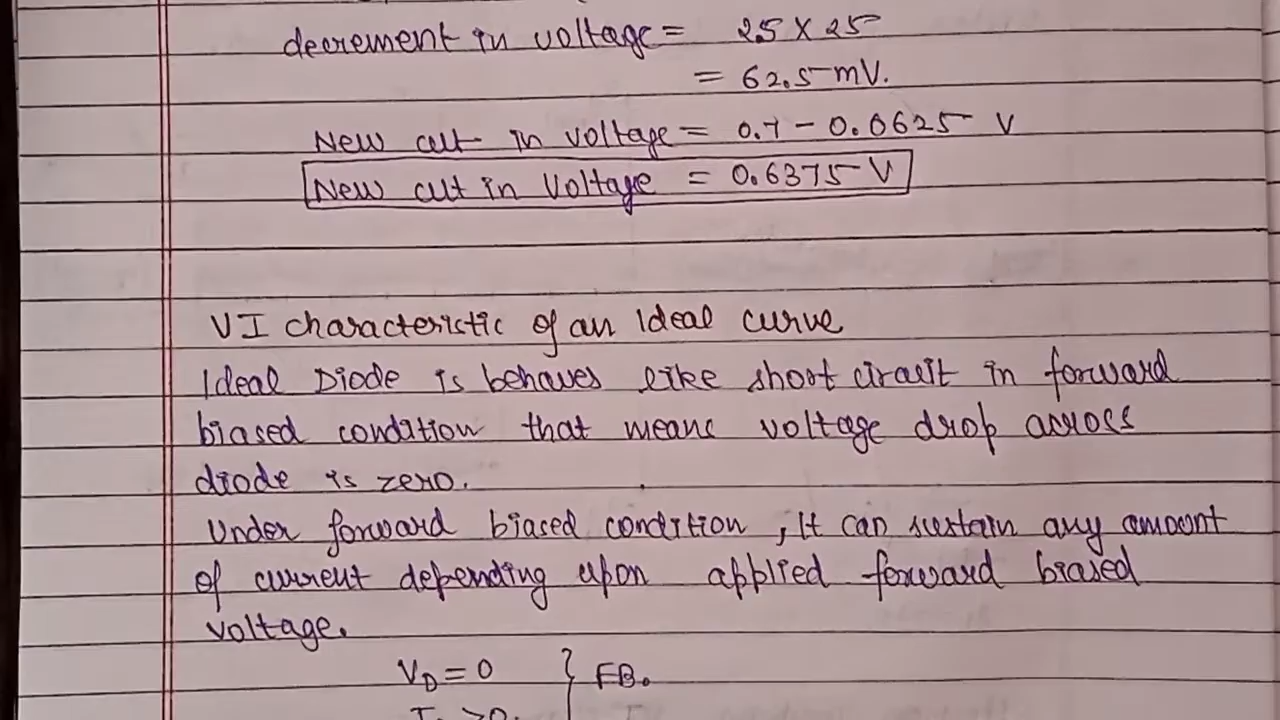 decrement in voltage = 2.5 X 25
= 62.5 mV.
New cut in voltage = 0.7 - 0.0625 V
New cut in Voltage = 0.6375 V
VI characteristic of an Ideal curve
Ideal Diode is behaves like short circuit in forward
biased condition that means voltage drop across
diode is zero.
Under forward biased condition , It can sustain any amount
of current depending upon applied forward biased
voltage.
V_D = 0 } FB.
>0.